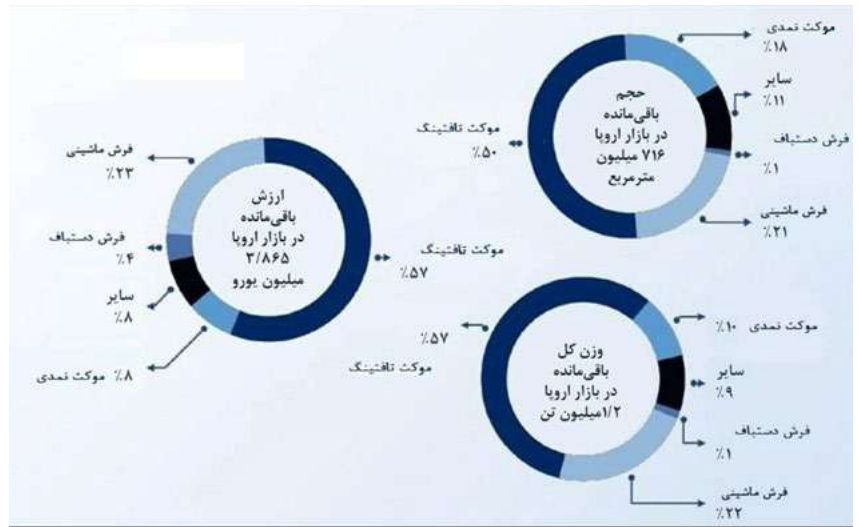 موکت نمدی
٪۱۸
سایر
٪۱۱
فرش دستباف
٪۱
فرش ماشینی
٪۲۱
موکت تافتینگ
٪۵۰
حجم
باقی‌مانده
در بازار اروپا
۷۱۶ میلیون
مترمربع
فرش ماشینی
٪۲۳
فرش دستباف
٪۴
سایر
٪۸
٪۸ موکت نمدی
موکت تافتینگ
٪۵۷
ارزش
باقی‌مانده
در بازار اروپا
۳/۸۶۵
میلیون یورو
٪۱۰ موکت نمدی
سایر
٪۹
فرش دستباف
٪۱
فرش ماشینی
٪۲۲
٪۵۷
موکت تافتینگ
وزن کل
باقی‌مانده
در بازار اروپا
۱/۲میلیون تن